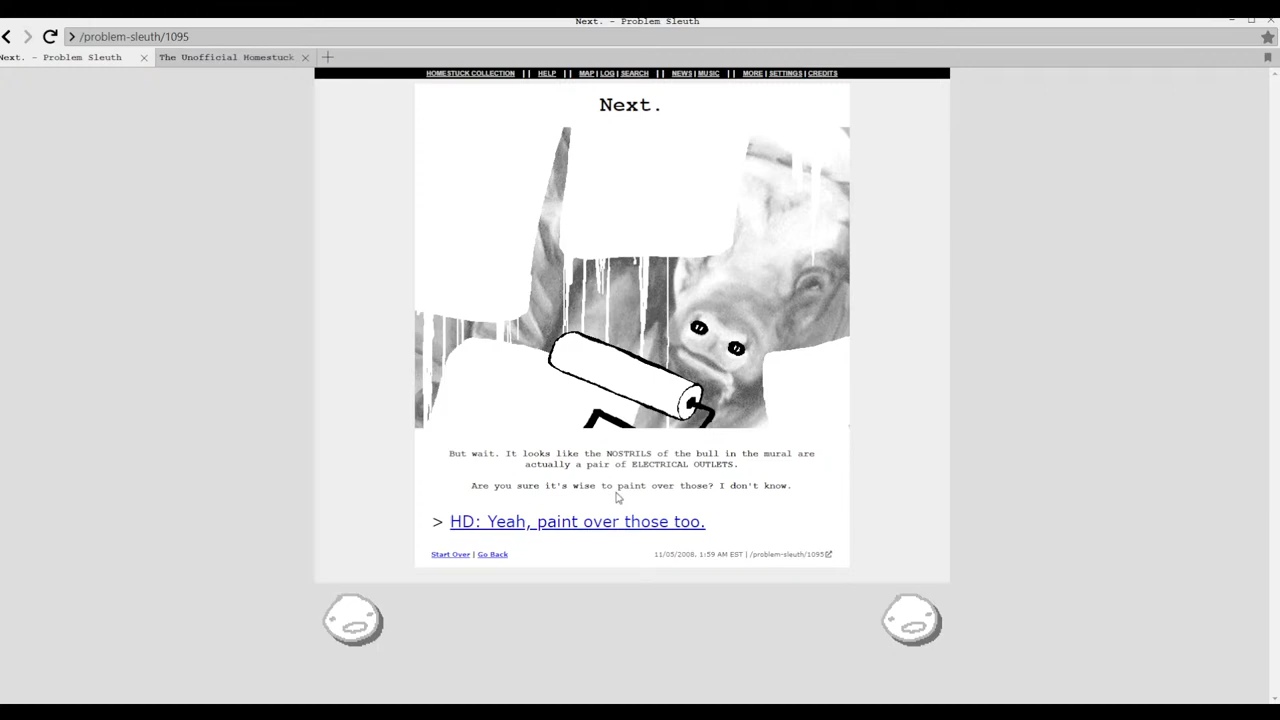 Next. - Problem Sleuth
/problem-sleuth/1095
Next. - Problem Sleuth
The Unofficial Homestuck
HOMESTUCK COLLECTION || HELP || MAP | LOG | SEARCH || NEWS | MUSIC || MORE | SETTINGS | CREDITS
Next.
But wait. It looks like the NOSTRILS of the bull in the mural are
actually a pair of ELECTRICAL OUTLETS.
Are you sure it's wise to paint over those? I don't know.
> HD: Yeah, paint over those too.
Start Over | Go Back
11/05/2008, 1:59 AM EST | /problem-sleuth/1095